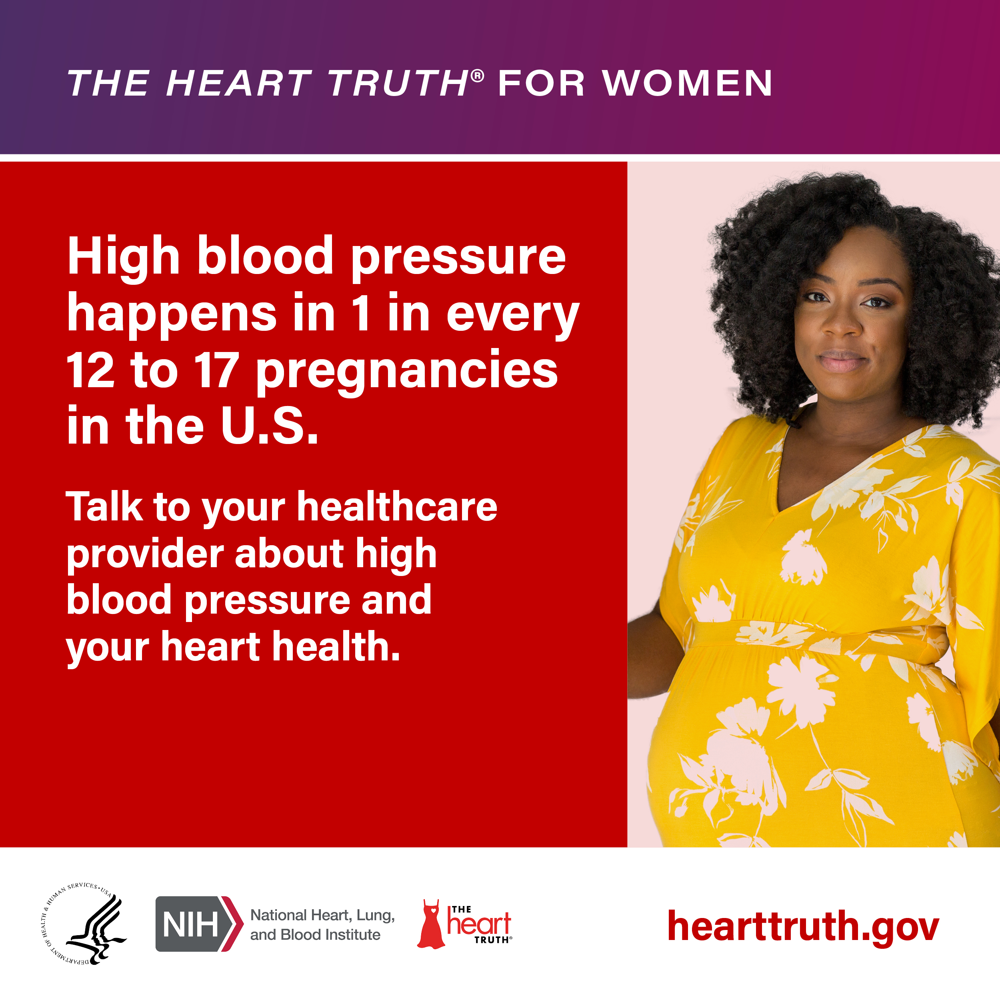 THE HEART TRUTH® FOR WOMEN
High blood pressure
happens in 1 in every
12 to 17 pregnancies
in the U.S.
Talk to your healthcare
provider about high
blood pressure and
your heart health.
DEPARTMENT OF HEALTH & HUMAN SERVICES • USA
NIH
National Heart, Lung,
and Blood Institute
THE
heart
TRUTH®
hearttruth.gov